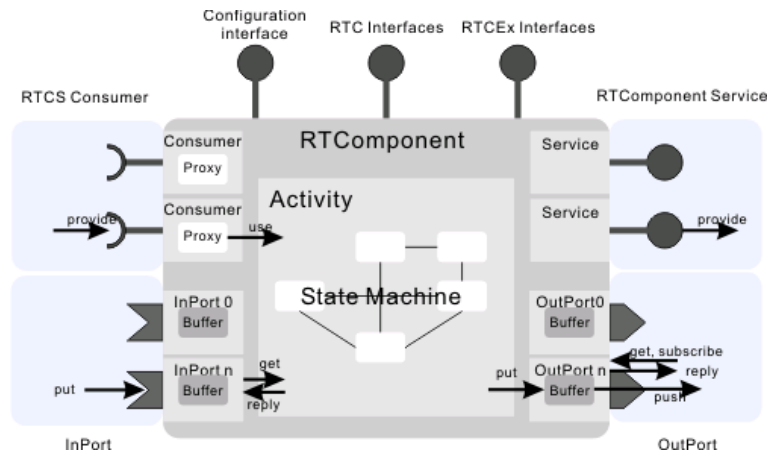 Configuration
interface
RTC Interfaces
RTCEx Interfaces
RTCS Consumer
RTComponent Service
Consumer
Proxy
RTComponent
Service
Consumer
Proxy
provide
use
Activity
Service
provide
State Machine
InPort 0
Buffer
OutPort0
Buffer
InPort n
Buffer
put
get
reply
put
OutPort n
Buffer
get, subscribe
reply
push
InPort
OutPort